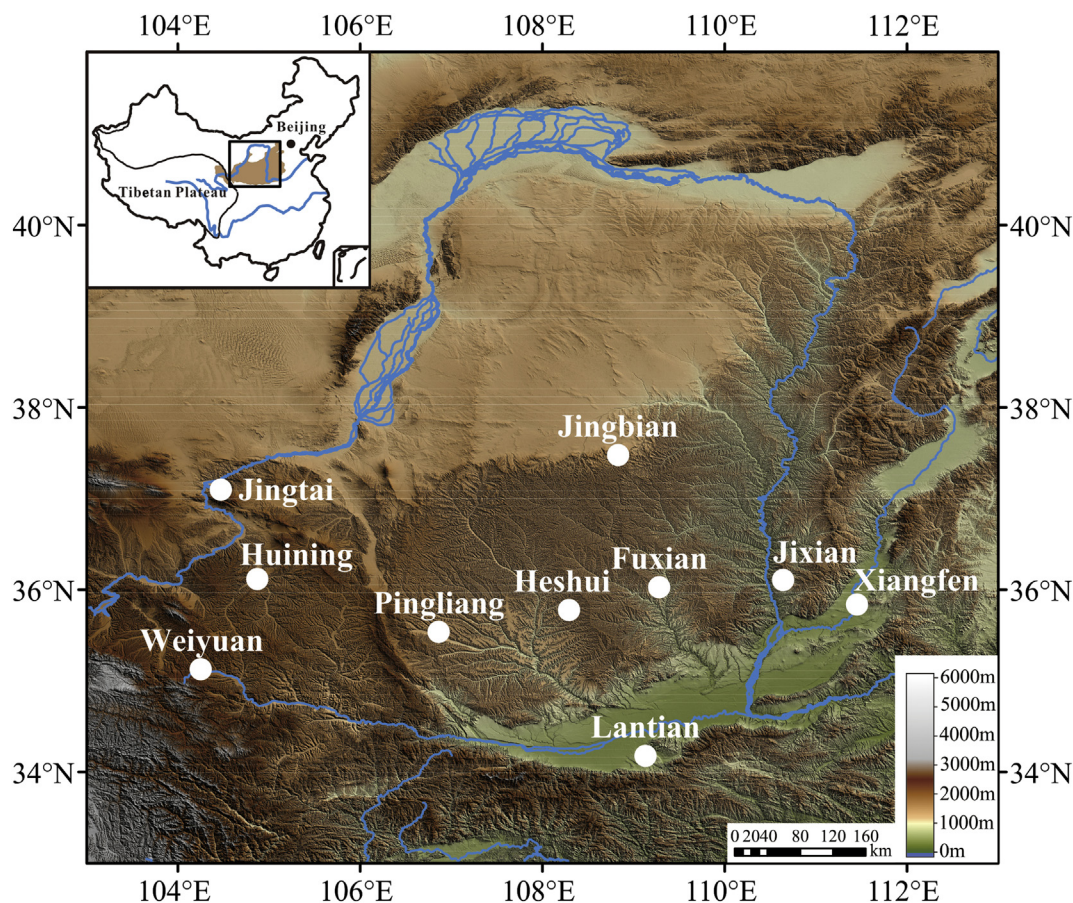 104°E 106°E 108°E 110°E 112°E
Beijing
Tibetan Plateau
40°N 40°N
38°N 38°N
Jingbian
Jingtai
Huining
Fuxian
Jixian
Heshui
Xiangfen
36°N 36°N
Pingliang
Weiyuan
Lantian
6000m
5000m
4000m
3000m
2000m
1000m
0m
34°N 34°N
0 20 40 80 120 160
km
104°E 106°E 108°E 110°E 112°E